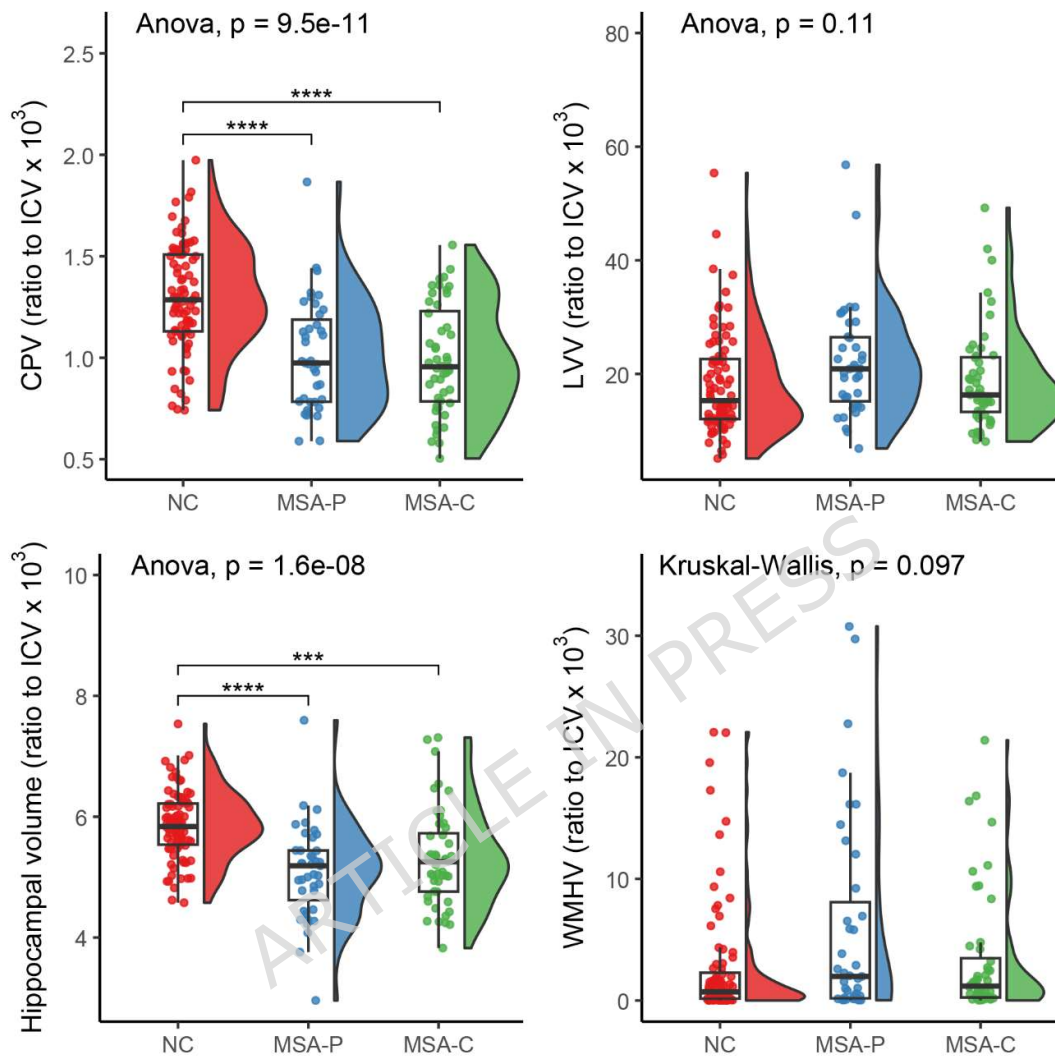 Anova, p = 9.5e-11
CPV (ratio to ICV x 10³)
2.5
2.0
1.5
1.0
0.5
****
****
NC
MSA-P
MSA-C
Anova, p = 0.11
LVV (ratio to ICV x 10³)
80
60
40
20
NC
MSA-P
MSA-C
Anova, p = 1.6e-08
Hippocampal volume (ratio to ICV x 10³)
10
8
6
4
***
****
NC
MSA-P
MSA-C
Kruskal-Wallis, p = 0.097
WMHV (ratio to ICV x 10³)
30
20
10
0
NC
MSA-P
MSA-C
ARTICLE IN PRESS